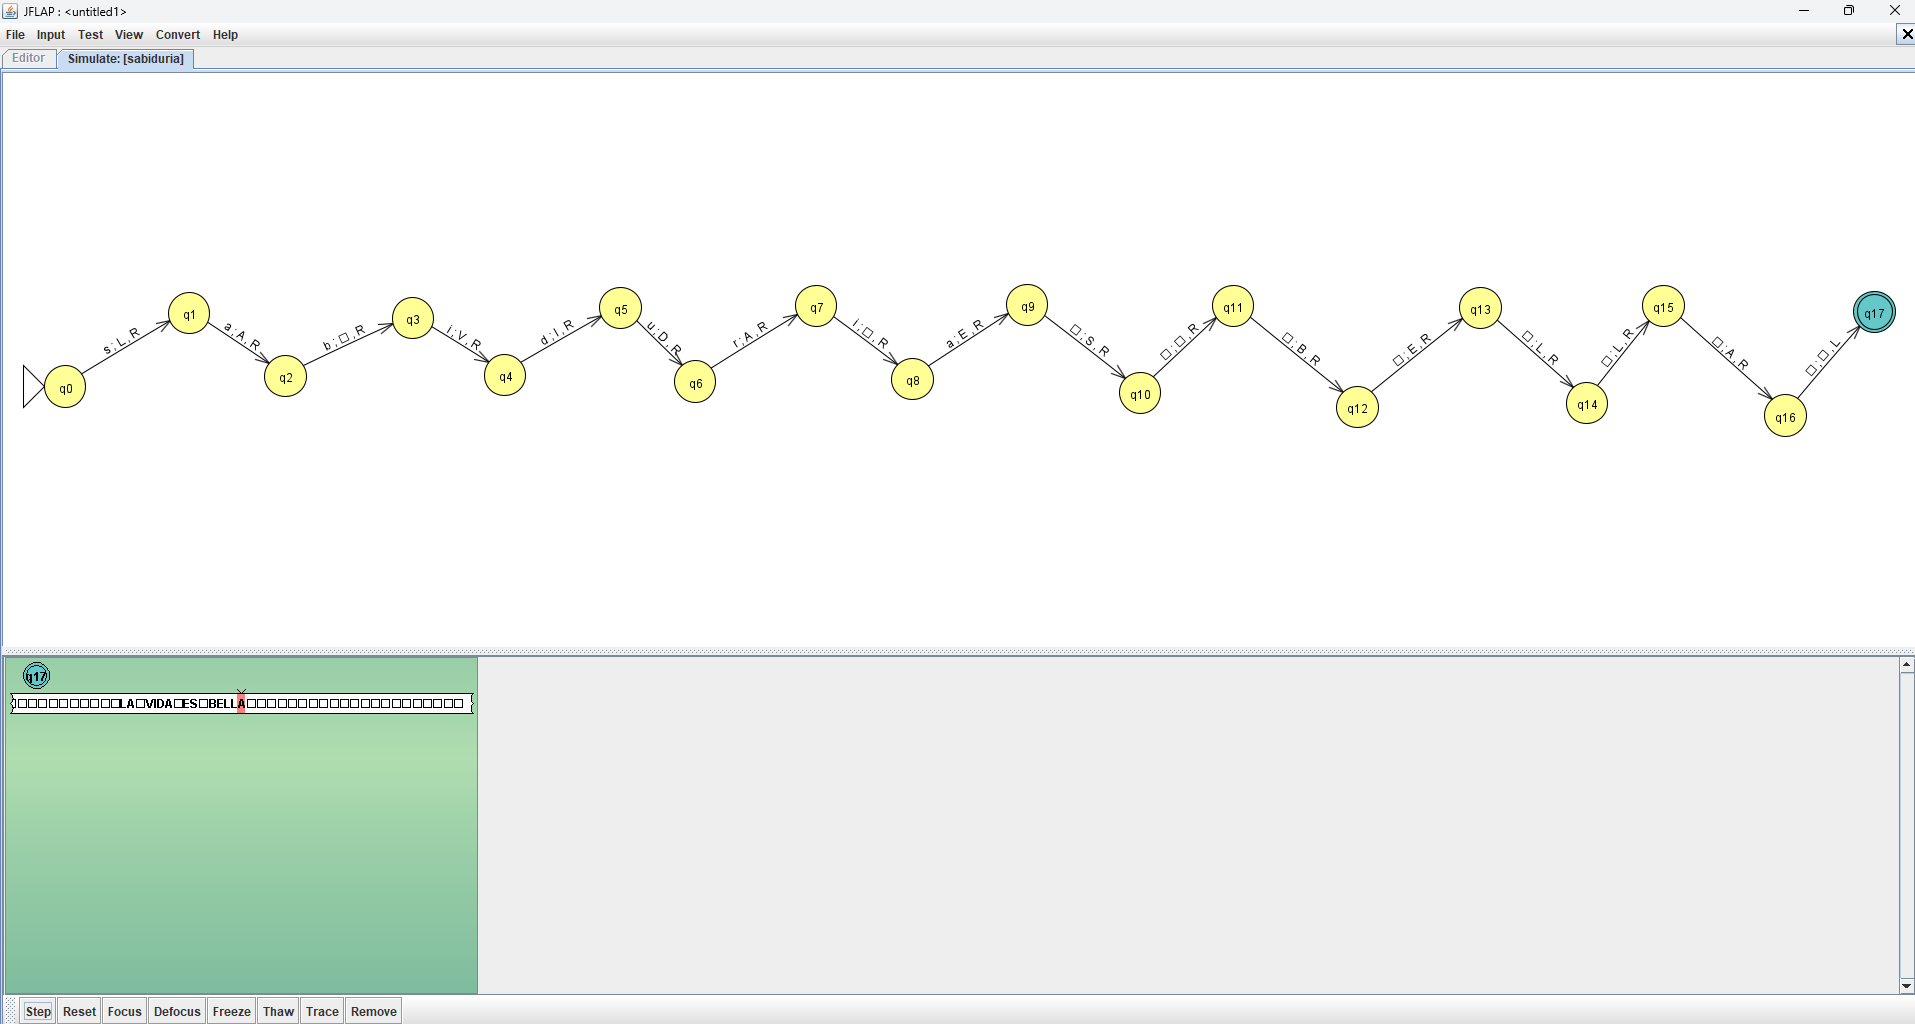 JFLAP : <untitled1>
File Input Test View Convert Help
Editor Simulate: [sabiduria]
q0 q1 q2 q3 q4 q5 q6 q7 q8 q9 q10 q11 q12 q13 q14 q15 q16 q17
s ; L , R
a ; A , R
b ; □ , R
i ; V , R
d ; I , R
u ; D , R
r ; A , R
i ; □ , R
a ; E , R
□ ; S , R
□ ; □ , R
□ ; B , R
□ ; E , R
□ ; L , R
□ ; L , R
□ ; A , R
□ ; □ , L
q17
□□□□□□□□□□LA□VIDA□ES□BELLA□□□□□□□□□□□□□□□□□□□□□
Step Reset Focus Defocus Freeze Thaw Trace Remove